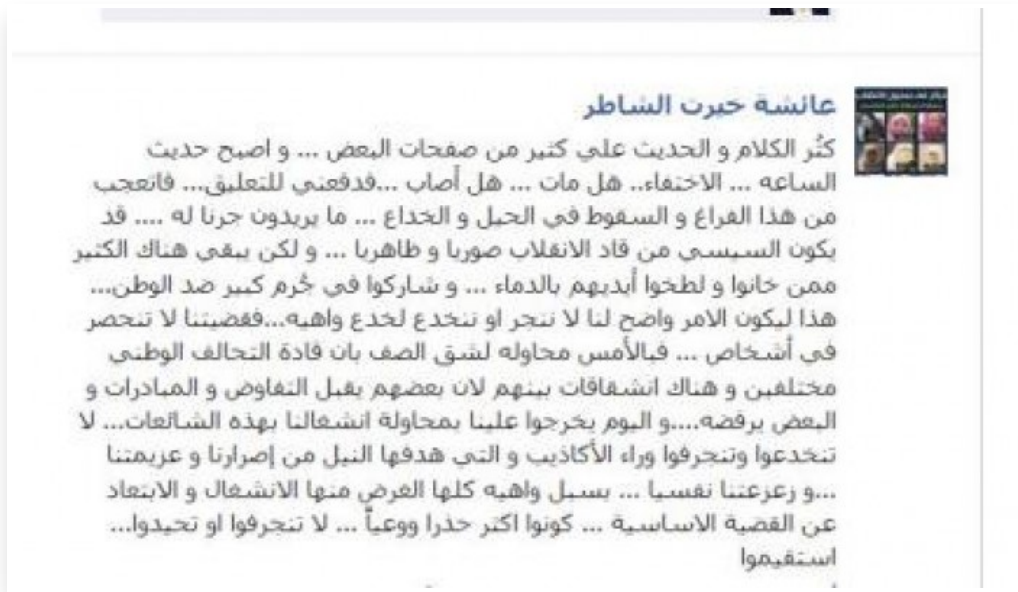 عائشة خيرت الشاطر
كثُر الكلام و الحديث علي كثير من صفحات البعض ... و اصبح حديث
الساعه ... الاختفاء.. هل مات ... هل أصاب ...فدفعني للتعليق... فاتعجب
من هذا الفراغ و السقوط في الحيل و الخداع ... ما يريدون جرنا له .... قد
يكون السيسي من قاد الانقلاب صوريا و ظاهريا ... و لكن يبقى هناك الكثير
ممن خانوا و لطخوا أيديهم بالدماء ... و شاركوا في جُرم كبير ضد الوطن...
هذا ليكون الامر واضح لنا لا ننجر او ننخدع لخدع واهيه...فقضيتنا لا تنحصر
في أشخاص ... فبالأمس محاوله لشق الصف بان قادة التحالف الوطني
مختلفين و هناك انشقاقات بينهم لان بعضهم يقبل التفاوض و المبادرات و
البعض يرفضه....و اليوم يخرجوا علينا بمحاولة انشغالنا بهذه الشائعات... لا
تنخدعوا وتنجرفوا وراء الأكاذيب و التي هدفها النيل من إصرارنا و عزيمتنا
...و زعزعتنا نفسيا ... بسبل واهيه كلها الغرض منها الانشغال و الابتعاد
عن القضية الاساسية ... كونوا اكثر حذرا ووعياً ... لا تنجرفوا او تحيدوا...
استقيموا